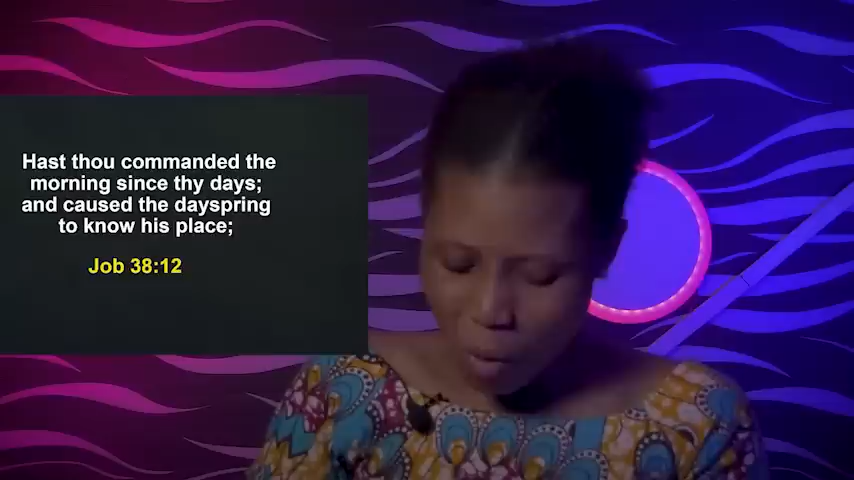 Hast thou commanded the
morning since thy days;
and caused the dayspring
to know his place;
Job 38:12